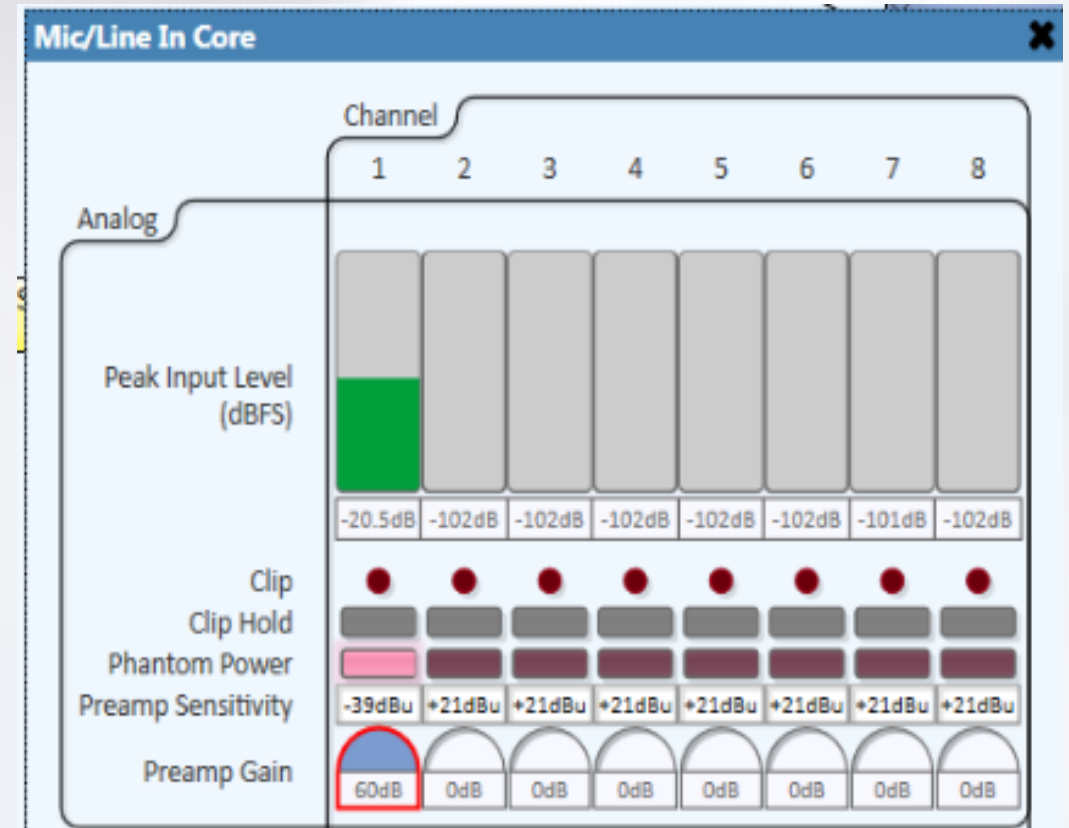 Mic/Line In Core
Channel
1 2 3 4 5 6 7 8
Analog
Peak Input Level
(dBFS)
-20.5dB -102dB -102dB -102dB -102dB -102dB -101dB -102dB
Clip
Clip Hold
Phantom Power
Preamp Sensitivity -39dBu +21dBu +21dBu +21dBu +21dBu +21dBu +21dBu +21dBu
Preamp Gain 60dB 0dB 0dB 0dB 0dB 0dB 0dB 0dB